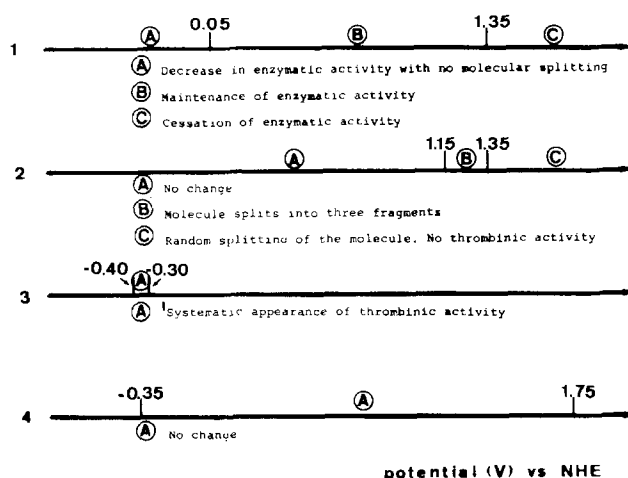 0.05 1.35
1 A B C
A Decrease in enzymatic activity with no molecular splitting
B Maintenance of enzymatic activity
C Cessation of enzymatic activity
1.15 1.35
2 A B C
A No change
B Molecule splits into three fragments
C Random splitting of the molecule. No thrombinic activity
-0.40 -0.30
3 A
A Systematic appearance of thrombinic activity
-0.35 1.75
4 A
A No change
potential (V) vs NHE